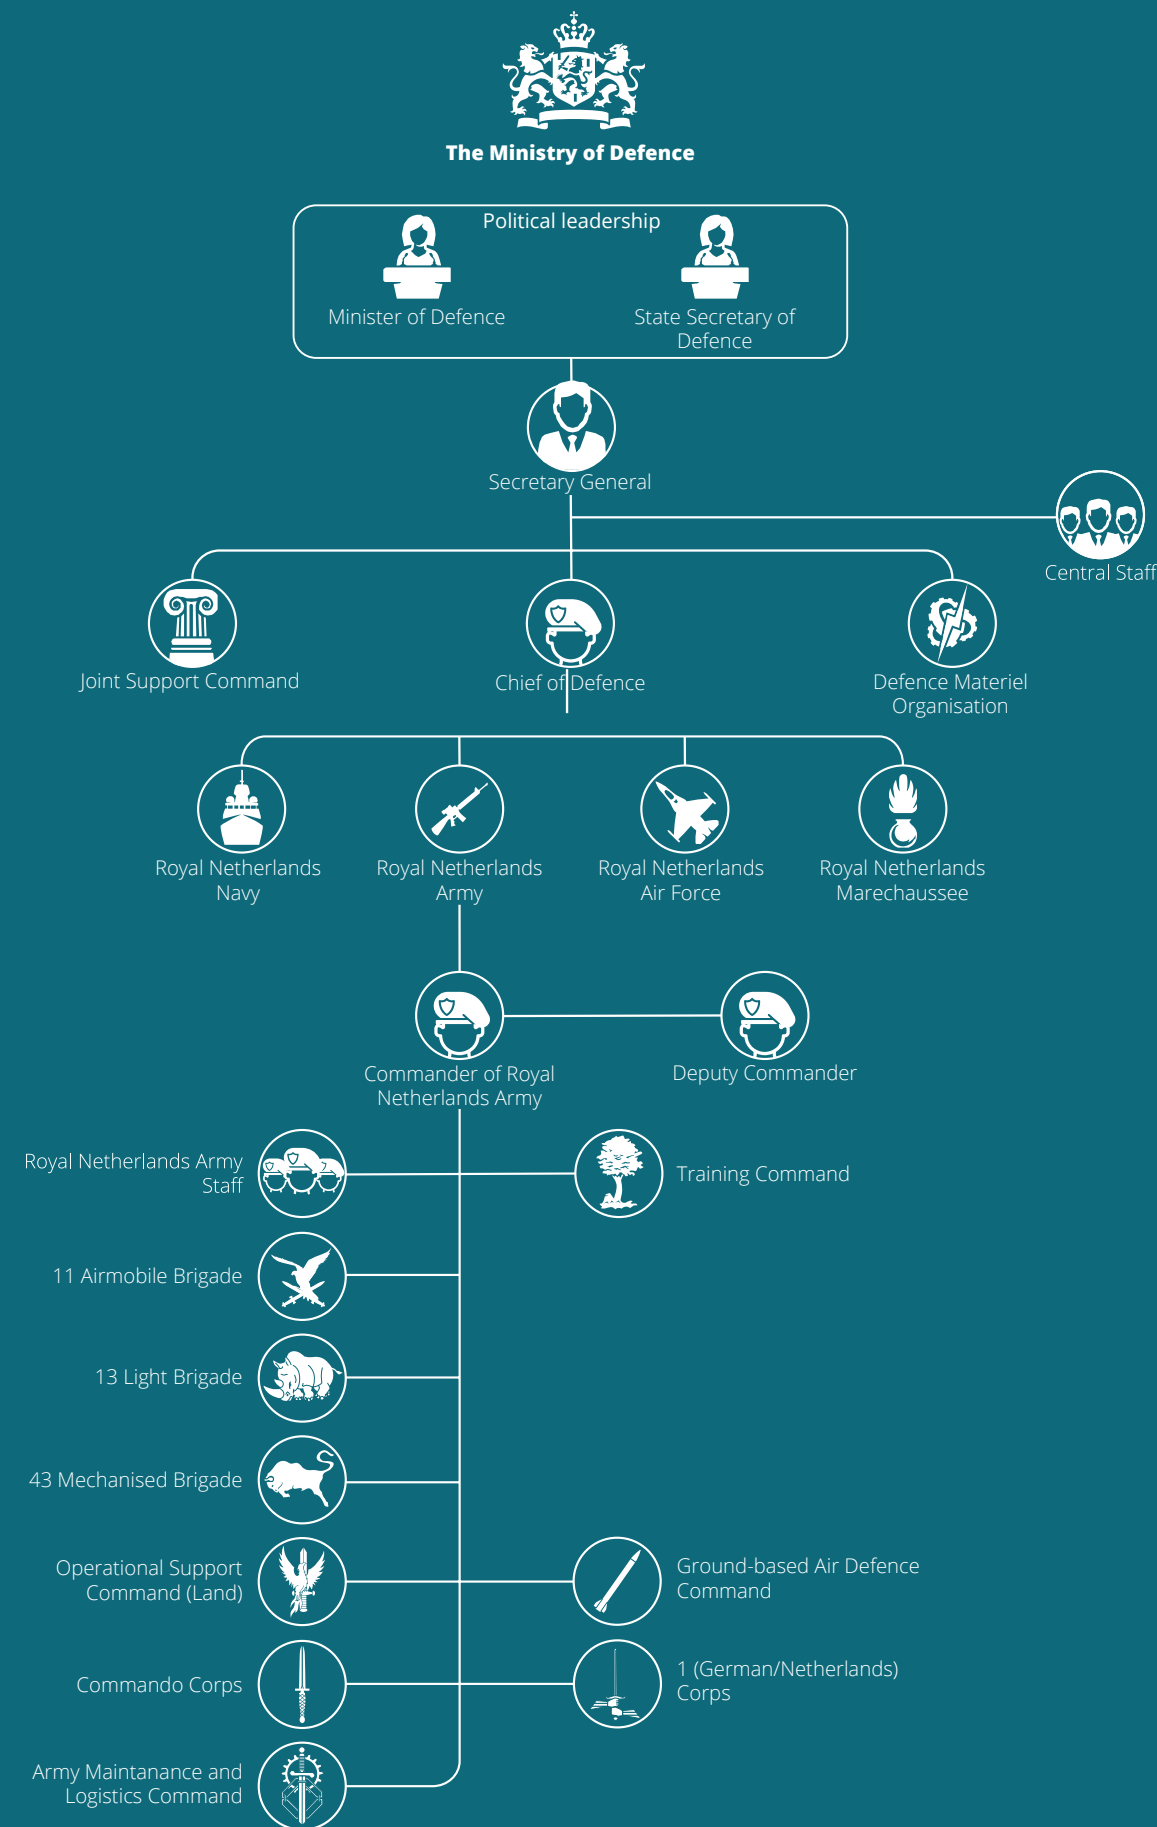 The Ministry of Defence
Political leadership
Minister of Defence
State Secretary of
Defence
Secretary General
Central Staff
Joint Support Command
Chief of Defence
Defence Materiel
Organisation
Royal Netherlands
Navy
Royal Netherlands
Army
Royal Netherlands
Air Force
Royal Netherlands
Marechaussee
Commander of Royal
Netherlands Army
Deputy Commander
Royal Netherlands Army
Staff
Training Command
11 Airmobile Brigade
13 Light Brigade
43 Mechanised Brigade
Operational Support
Command (Land)
Ground-based Air Defence
Command
Commando Corps
1 (German/Netherlands)
Corps
Army Maintanance and
Logistics Command